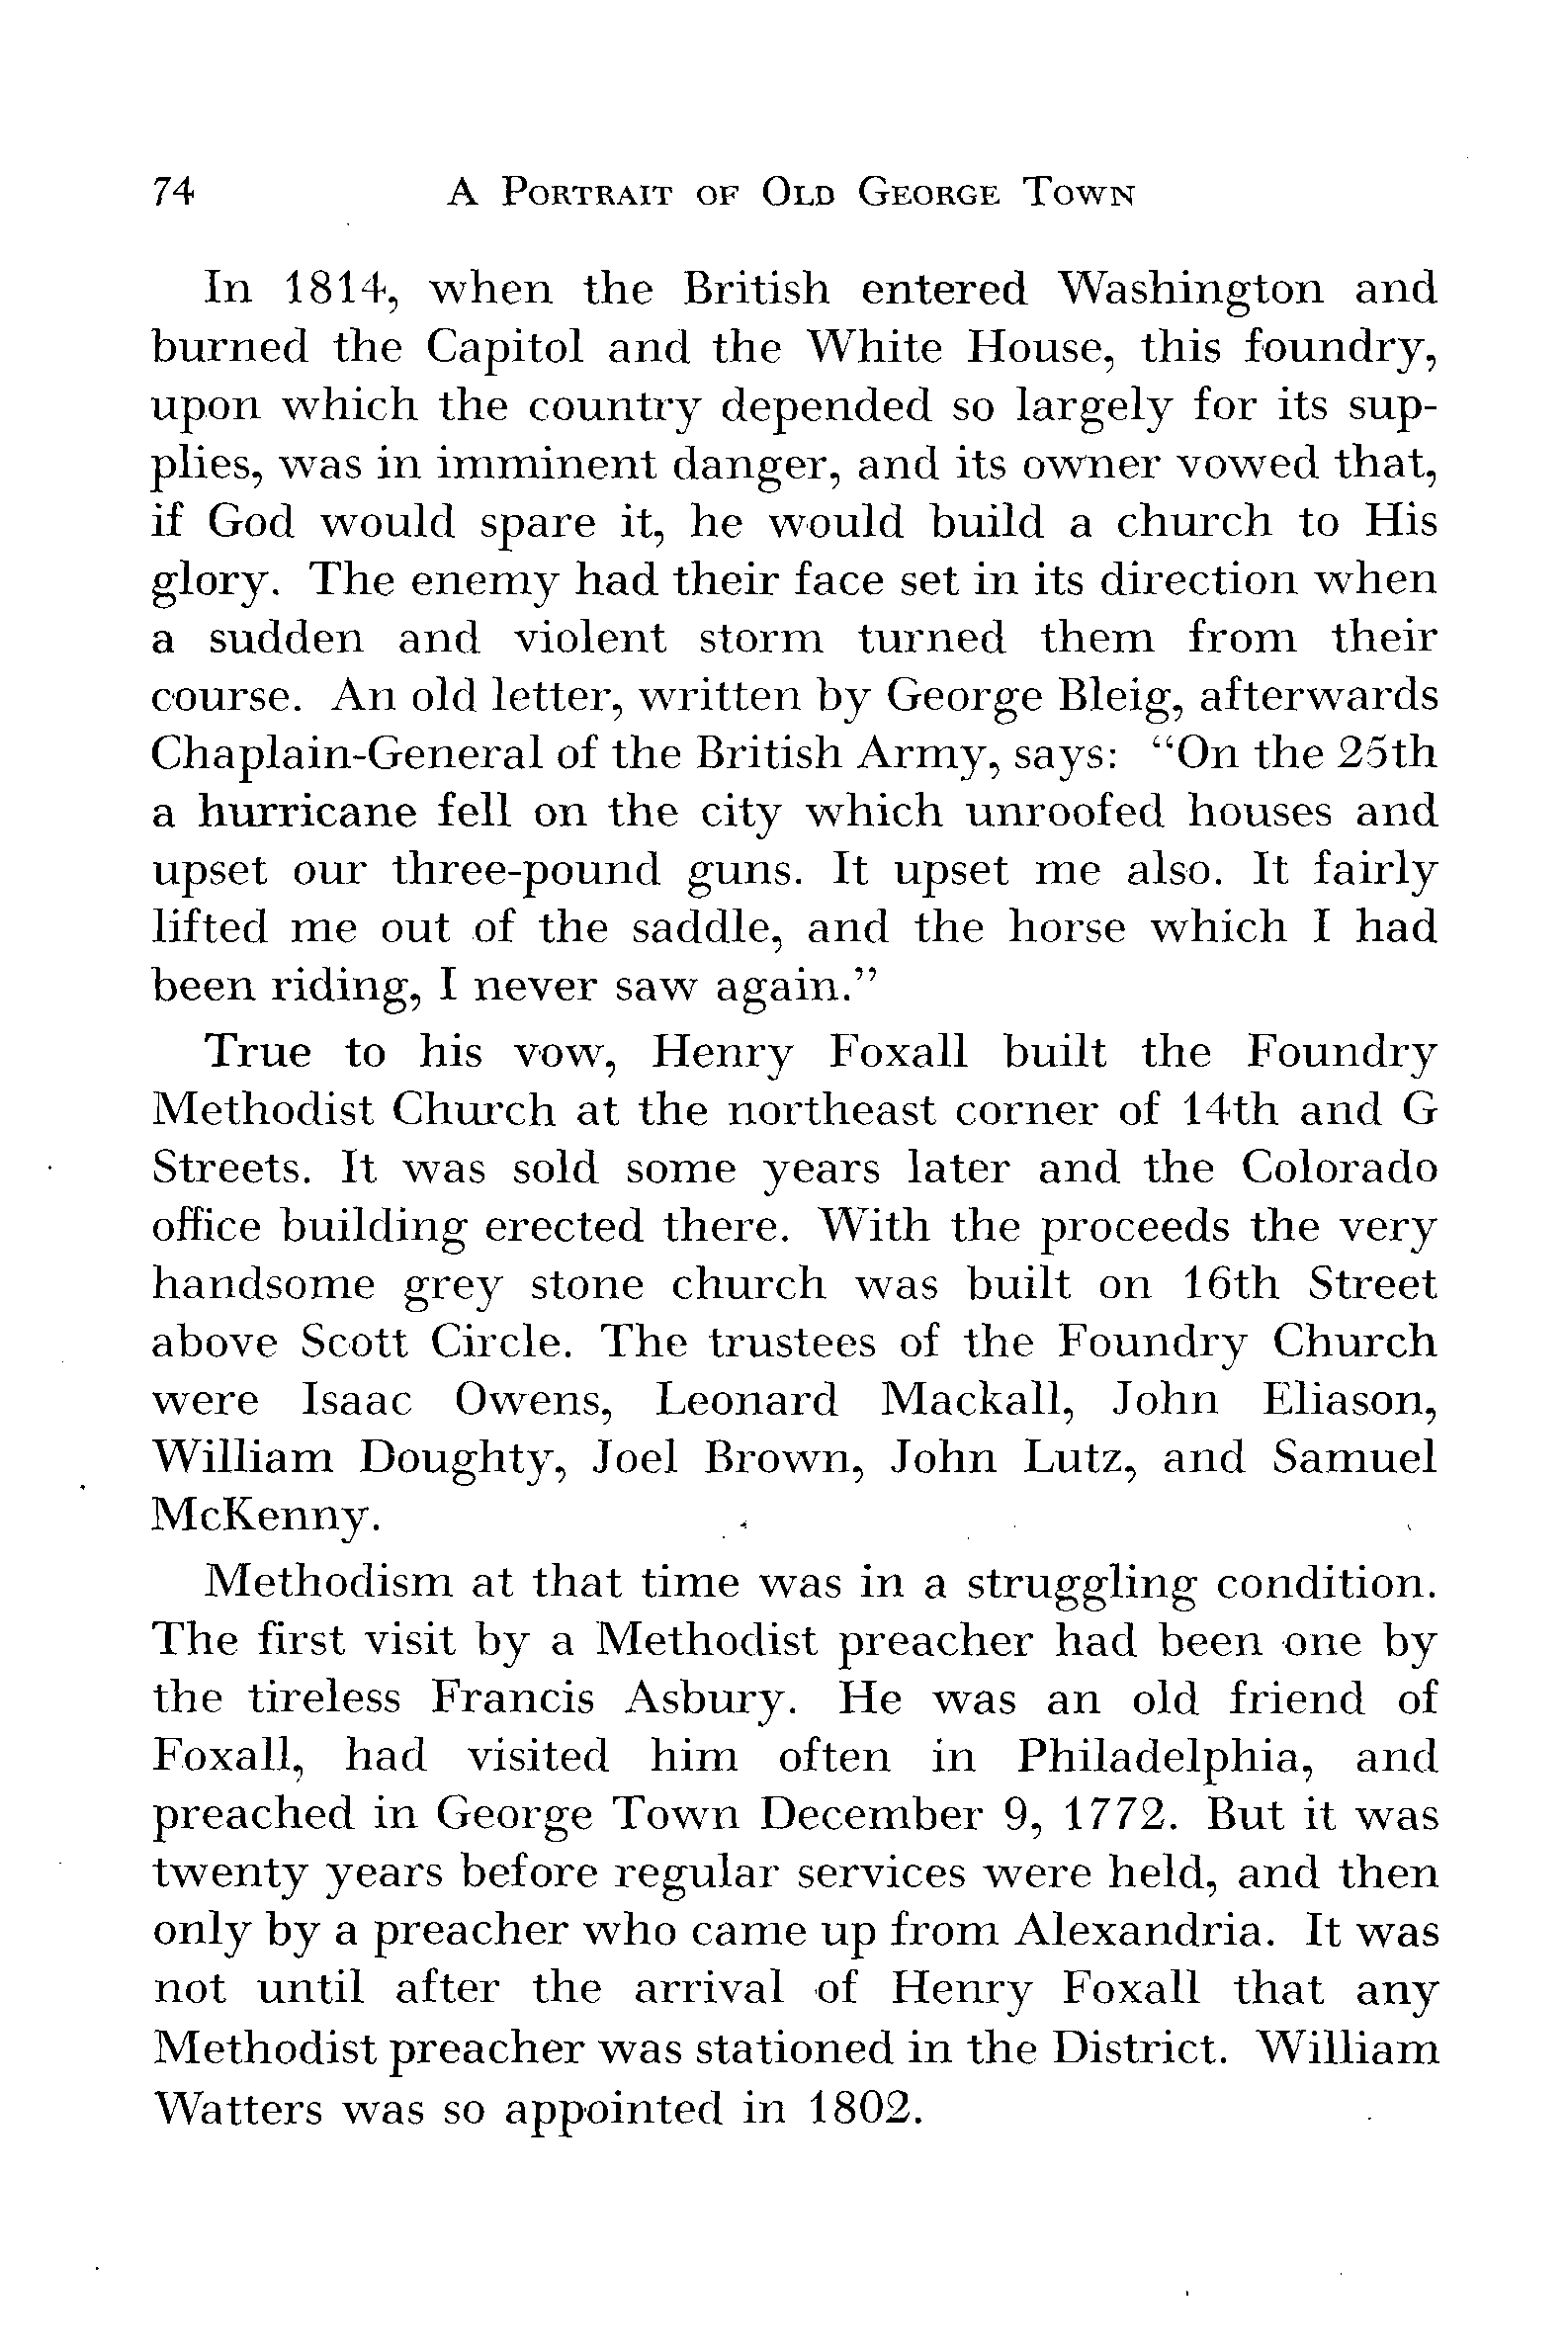 74 A Portrait of Old George Town
In 1814, when the British entered Washington and
burned the Capitol and the White House, this foundry,
upon which the country depended so largely for its sup-
plies, was in imminent danger, and its owner vowed that,
if God would spare it, he would build a church to His
glory. The enemy had their face set in its direction when
a sudden and violent storm turned them from their
course. An old letter, written by George Bleig, afterwards
Chaplain-General of the British Army, says: “On the 25th
a hurricane fell on the city which unroofed houses and
upset our three-pound guns. It upset me also. It fairly
lifted me out of the saddle, and the horse which I had
been riding, I never saw again.”
True to his vow, Henry Foxall built the Foundry
Methodist Church at the northeast corner of 14th and G
Streets. It was sold some years later and the Colorado
office building erected there. With the proceeds the very
handsome grey stone church was built on 16th Street
above Scott Circle. The trustees of the Foundry Church
were Isaac Owens, Leonard Mackall, John Eliason,
William Doughty, Joel Brown, John Lutz, and Samuel
McKenny.
Methodism at that time was in a struggling condition.
The first visit by a Methodist preacher had been one by
the tireless Francis Asbury. He was an old friend of
Foxall, had visited him often in Philadelphia, and
preached in George Town December 9, 1772. But it was
twenty years before regular services were held, and then
only by a preacher who came up from Alexandria. It was
not until after the arrival of Henry Foxall that any
Methodist preacher was stationed in the District. William
Watters was so appointed in 1802.